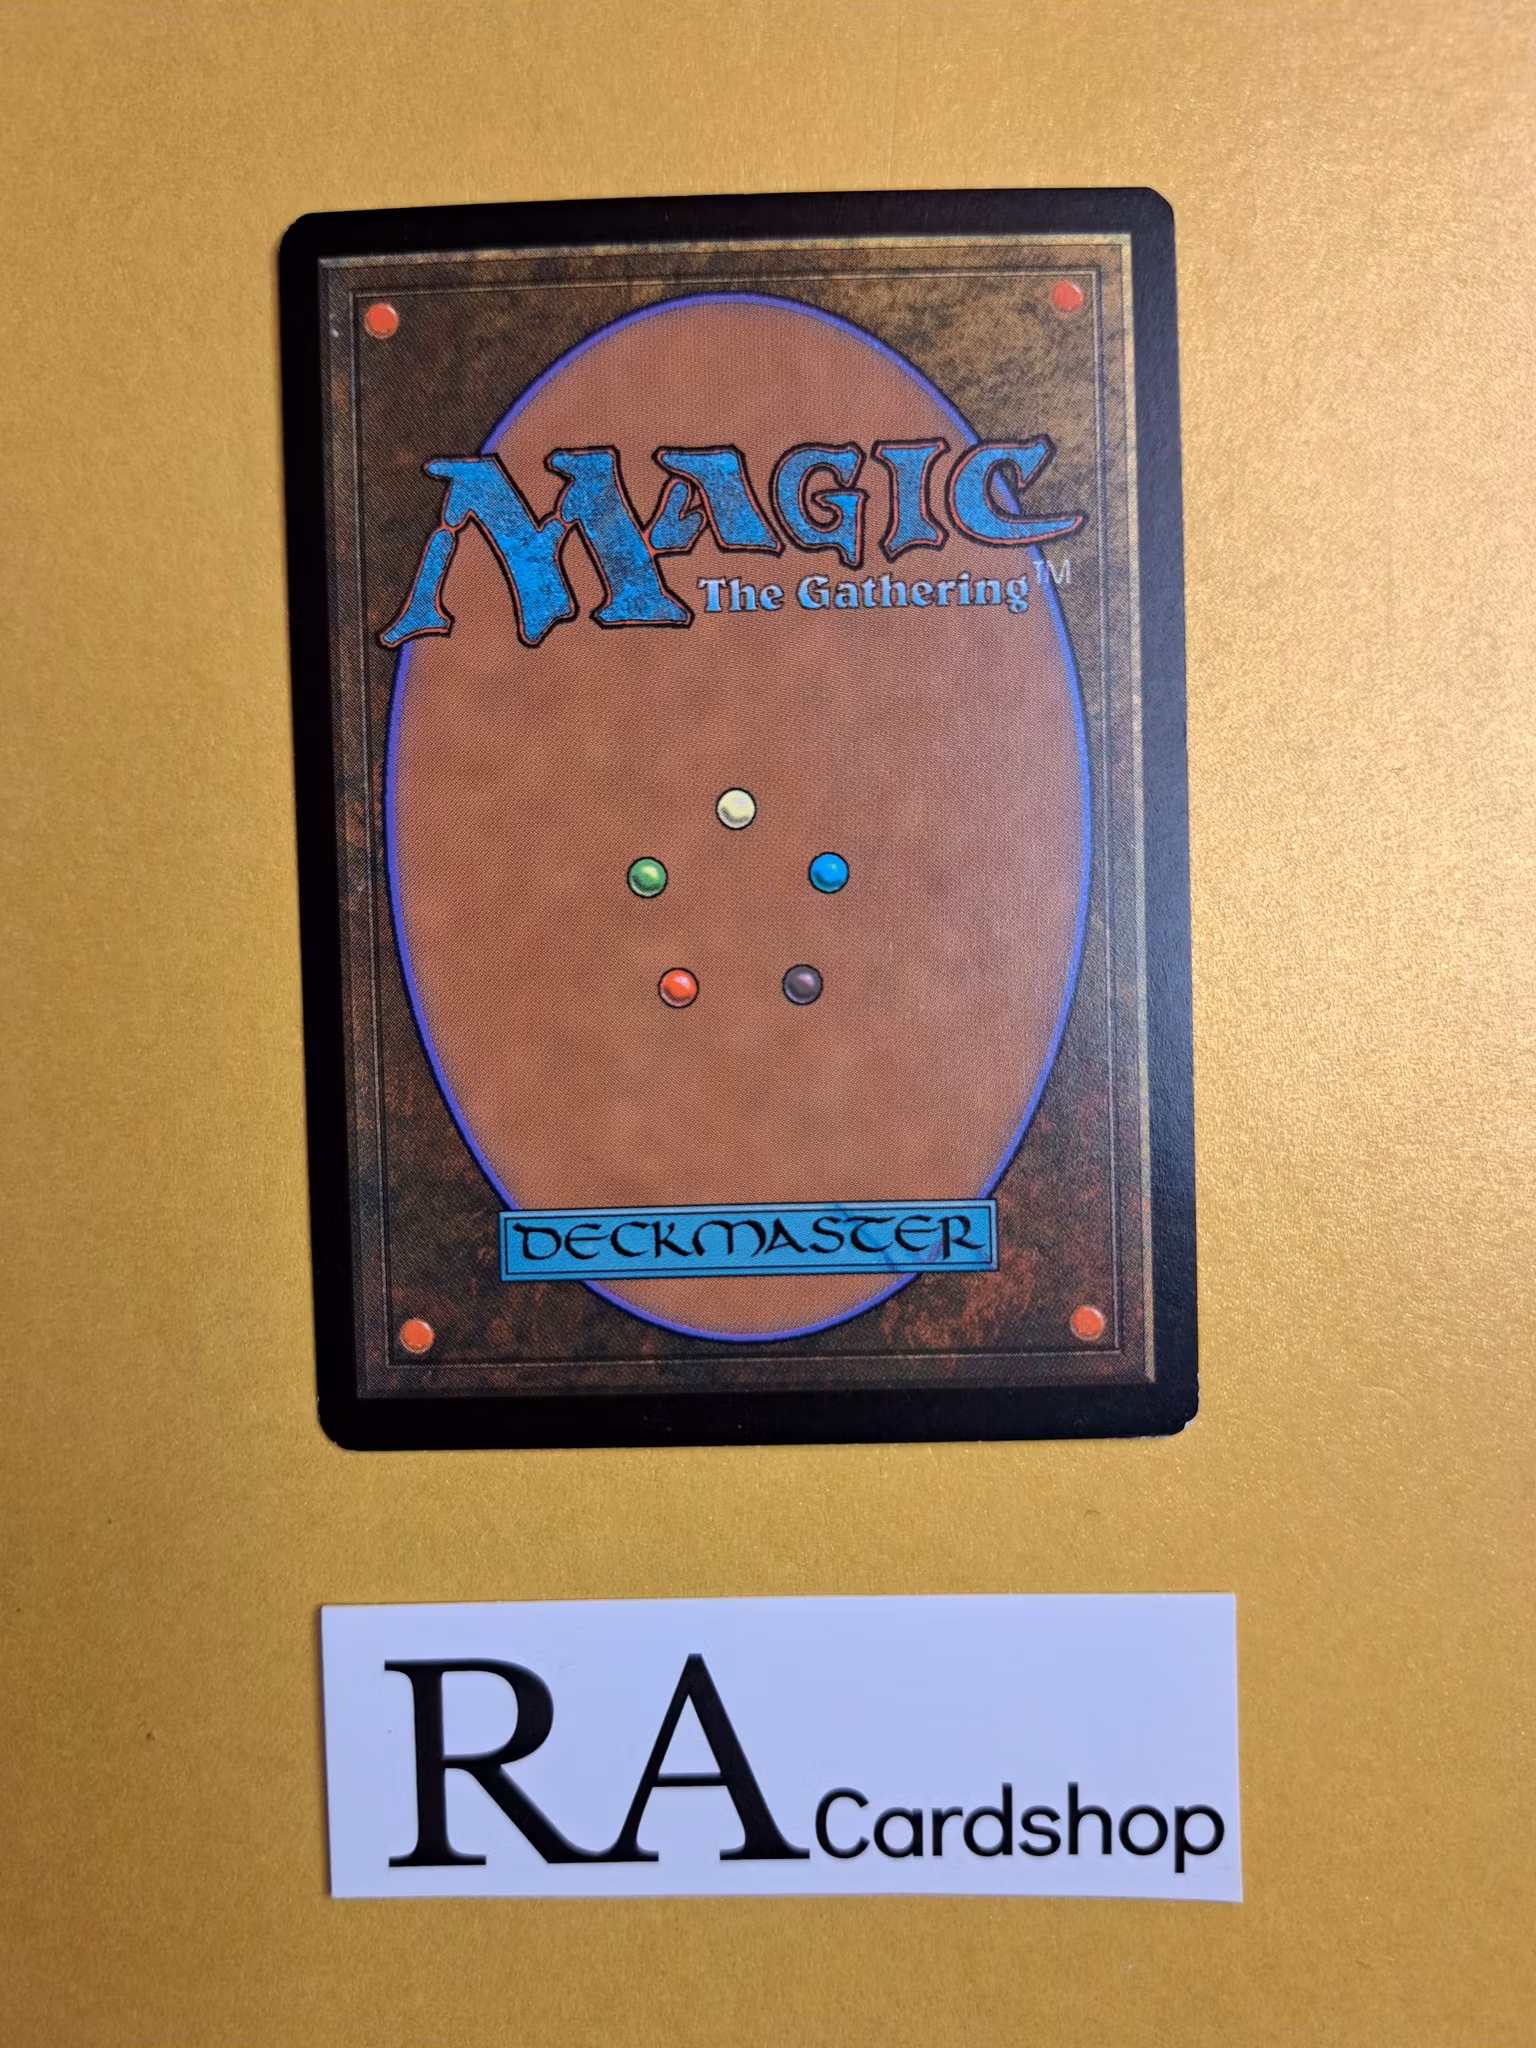 MAGIC
The Gathering™
DECKMASTER
RA Cardshop